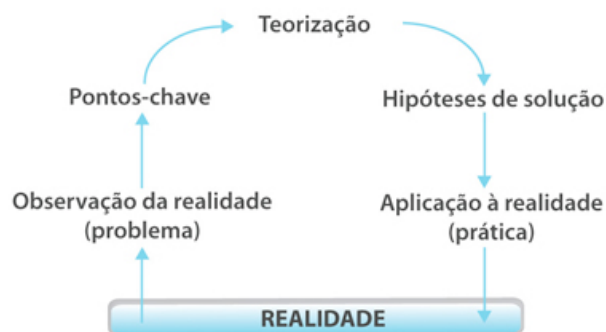 Teorização
Pontos-chave
Hipóteses de solução
Observação da realidade
(problema)
Aplicação à realidade
(prática)
REALIDADE